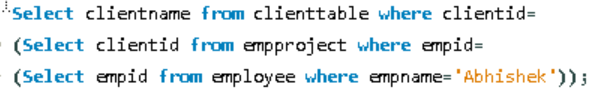 Select clientname from clienttable where clientid=
(Select clientid from empproject where empid=
(Select empid from employee where empname='Abhishek'));